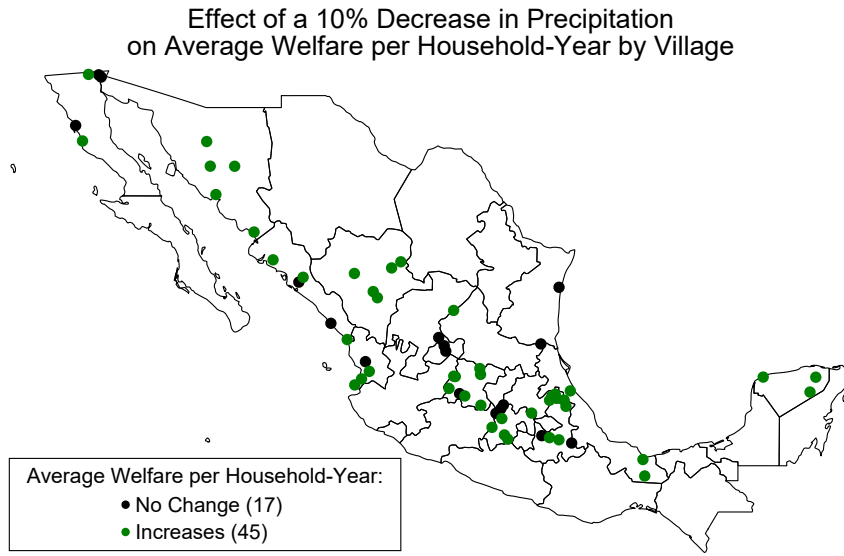 Effect of a 10% Decrease in Precipitation
on Average Welfare per Household-Year by Village
Average Welfare per Household-Year:
No Change (17)
Increases (45)